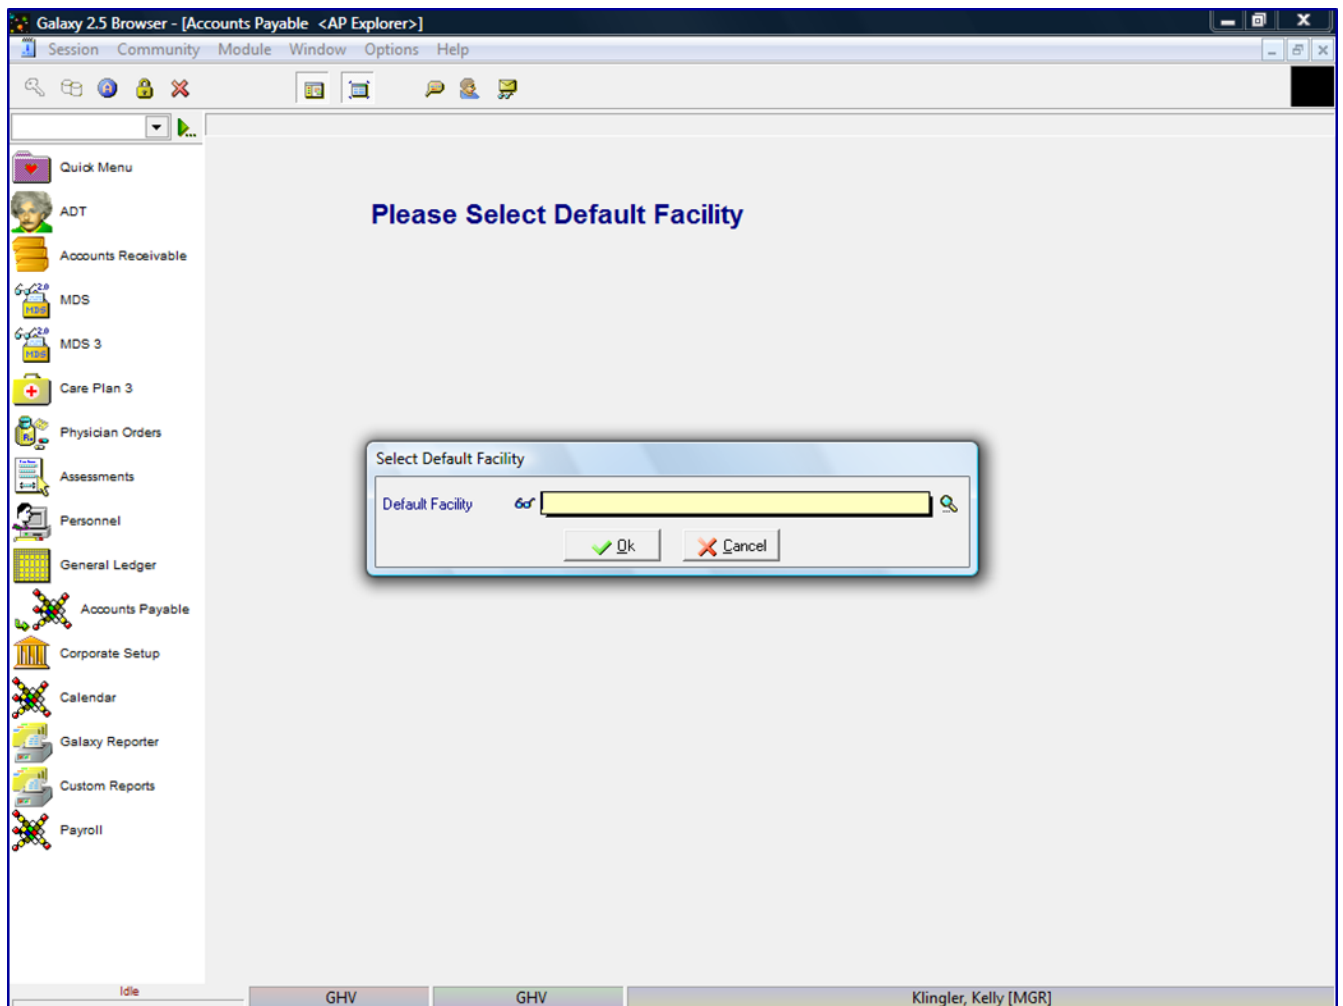 Galaxy 2.5 Browser - [Accounts Payable <AP Explorer>]
Session Community Module Window Options Help
Quick Menu
ADT
Please Select Default Facility
Accounts Receivable
MDS
MDS 3
Care Plan 3
Physician Orders
Select Default Facility
Assessments
Default Facility
Personnel
Ok Cancel
General Ledger
Accounts Payable
Corporate Setup
Calendar
Galaxy Reporter
Custom Reports
Payroll
Idle
GHV GHV Klingler, Kelly [MGR]